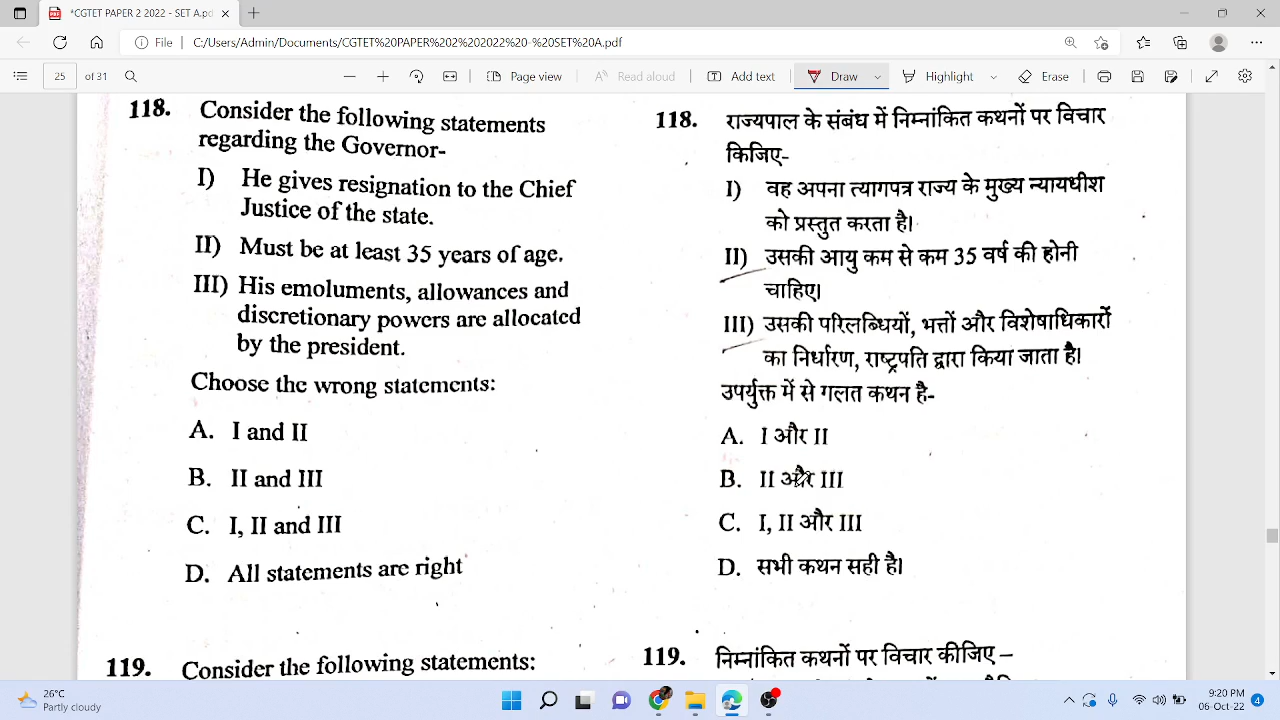 *CGTET PAPER 2 2022 - SET A.pd
File
C:/Users/Admin/Documents/CGTET%20PAPER%202%202022%20-%20SET%20A.pdf
25 of 31
Page view
Read aloud
Add text
Draw
Highlight
Erase
118. Consider the following statements
regarding the Governor-
I) He gives resignation to the Chief
Justice of the state.
II) Must be at least 35 years of age.
III) His emoluments, allowances and
discretionary powers are allocated
by the president.
Choose the wrong statements:
A. I and II
B. II and III
C. I, II and III
D. All statements are right
119. Consider the following statements:
118. राज्यपाल के संबंध में निम्नांकित कथनों पर विचार
किजिए-
I) वह अपना त्यागपत्र राज्य के मुख्य न्यायधीश
को प्रस्तुत करता है।
II) उसकी आयु कम से कम 35 वर्ष की होनी
चाहिए।
III) उसकी परिलब्धियों, भत्तों और विशेषाधिकारों
का निर्धारण, राष्ट्रपति द्वारा किया जाता है।
उपर्युक्त में से गलत कथन है-
A. I और II
B. II और III
C. I, II और III
D. सभी कथन सही है।
119. निम्नांकित कथनों पर विचार कीजिए –
26°C
Partly cloudy
9:20 PM
06-Oct-22
4